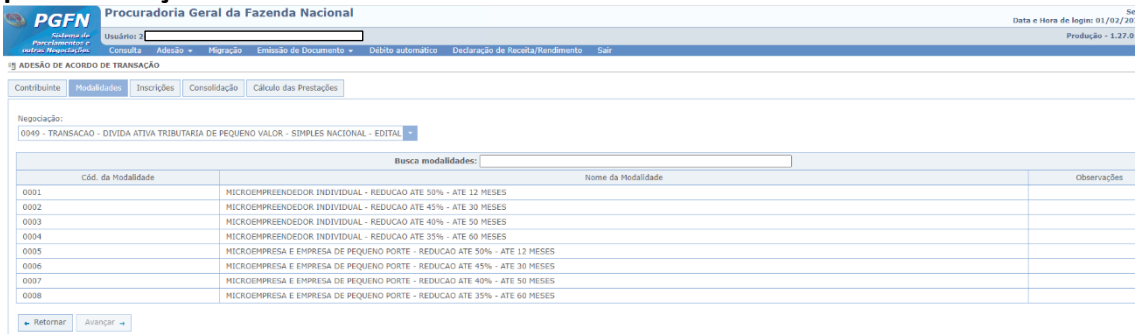 PGFN
Sistema de
Parcelamentos e
outras Negociações
Procuradoria Geral da Fazenda Nacional
Se
Data e Hora de login: 01/02/20
Usuário: 2
Produção - 1.27.0
Consulta Adesão Migração Emissão de Documento Débito automático Declaração de Receita/Rendimento Sair
ADESÃO DE ACORDO DE TRANSAÇÃO
Contribuinte Modalidades Inscrições Consolidação Cálculo das Prestações
Negociação:
0049 - TRANSACAO - DIVIDA ATIVA TRIBUTARIA DE PEQUENO VALOR - SIMPLES NACIONAL - EDITAL
Busca modalidades:
Cód. da Modalidade Nome da Modalidade Observações
0001 MICROEMPREENDEDOR INDIVIDUAL - REDUCAO ATE 50% - ATE 12 MESES
0002 MICROEMPREENDEDOR INDIVIDUAL - REDUCAO ATE 45% - ATE 30 MESES
0003 MICROEMPREENDEDOR INDIVIDUAL - REDUCAO ATE 40% - ATE 50 MESES
0004 MICROEMPREENDEDOR INDIVIDUAL - REDUCAO ATE 35% - ATE 60 MESES
0005 MICROEMPRESA E EMPRESA DE PEQUENO PORTE - REDUCAO ATE 50% - ATE 12 MESES
0006 MICROEMPRESA E EMPRESA DE PEQUENO PORTE - REDUCAO ATE 45% - ATE 30 MESES
0007 MICROEMPRESA E EMPRESA DE PEQUENO PORTE - REDUCAO ATE 40% - ATE 50 MESES
0008 MICROEMPRESA E EMPRESA DE PEQUENO PORTE - REDUCAO ATE 35% - ATE 60 MESES
Retornar Avançar